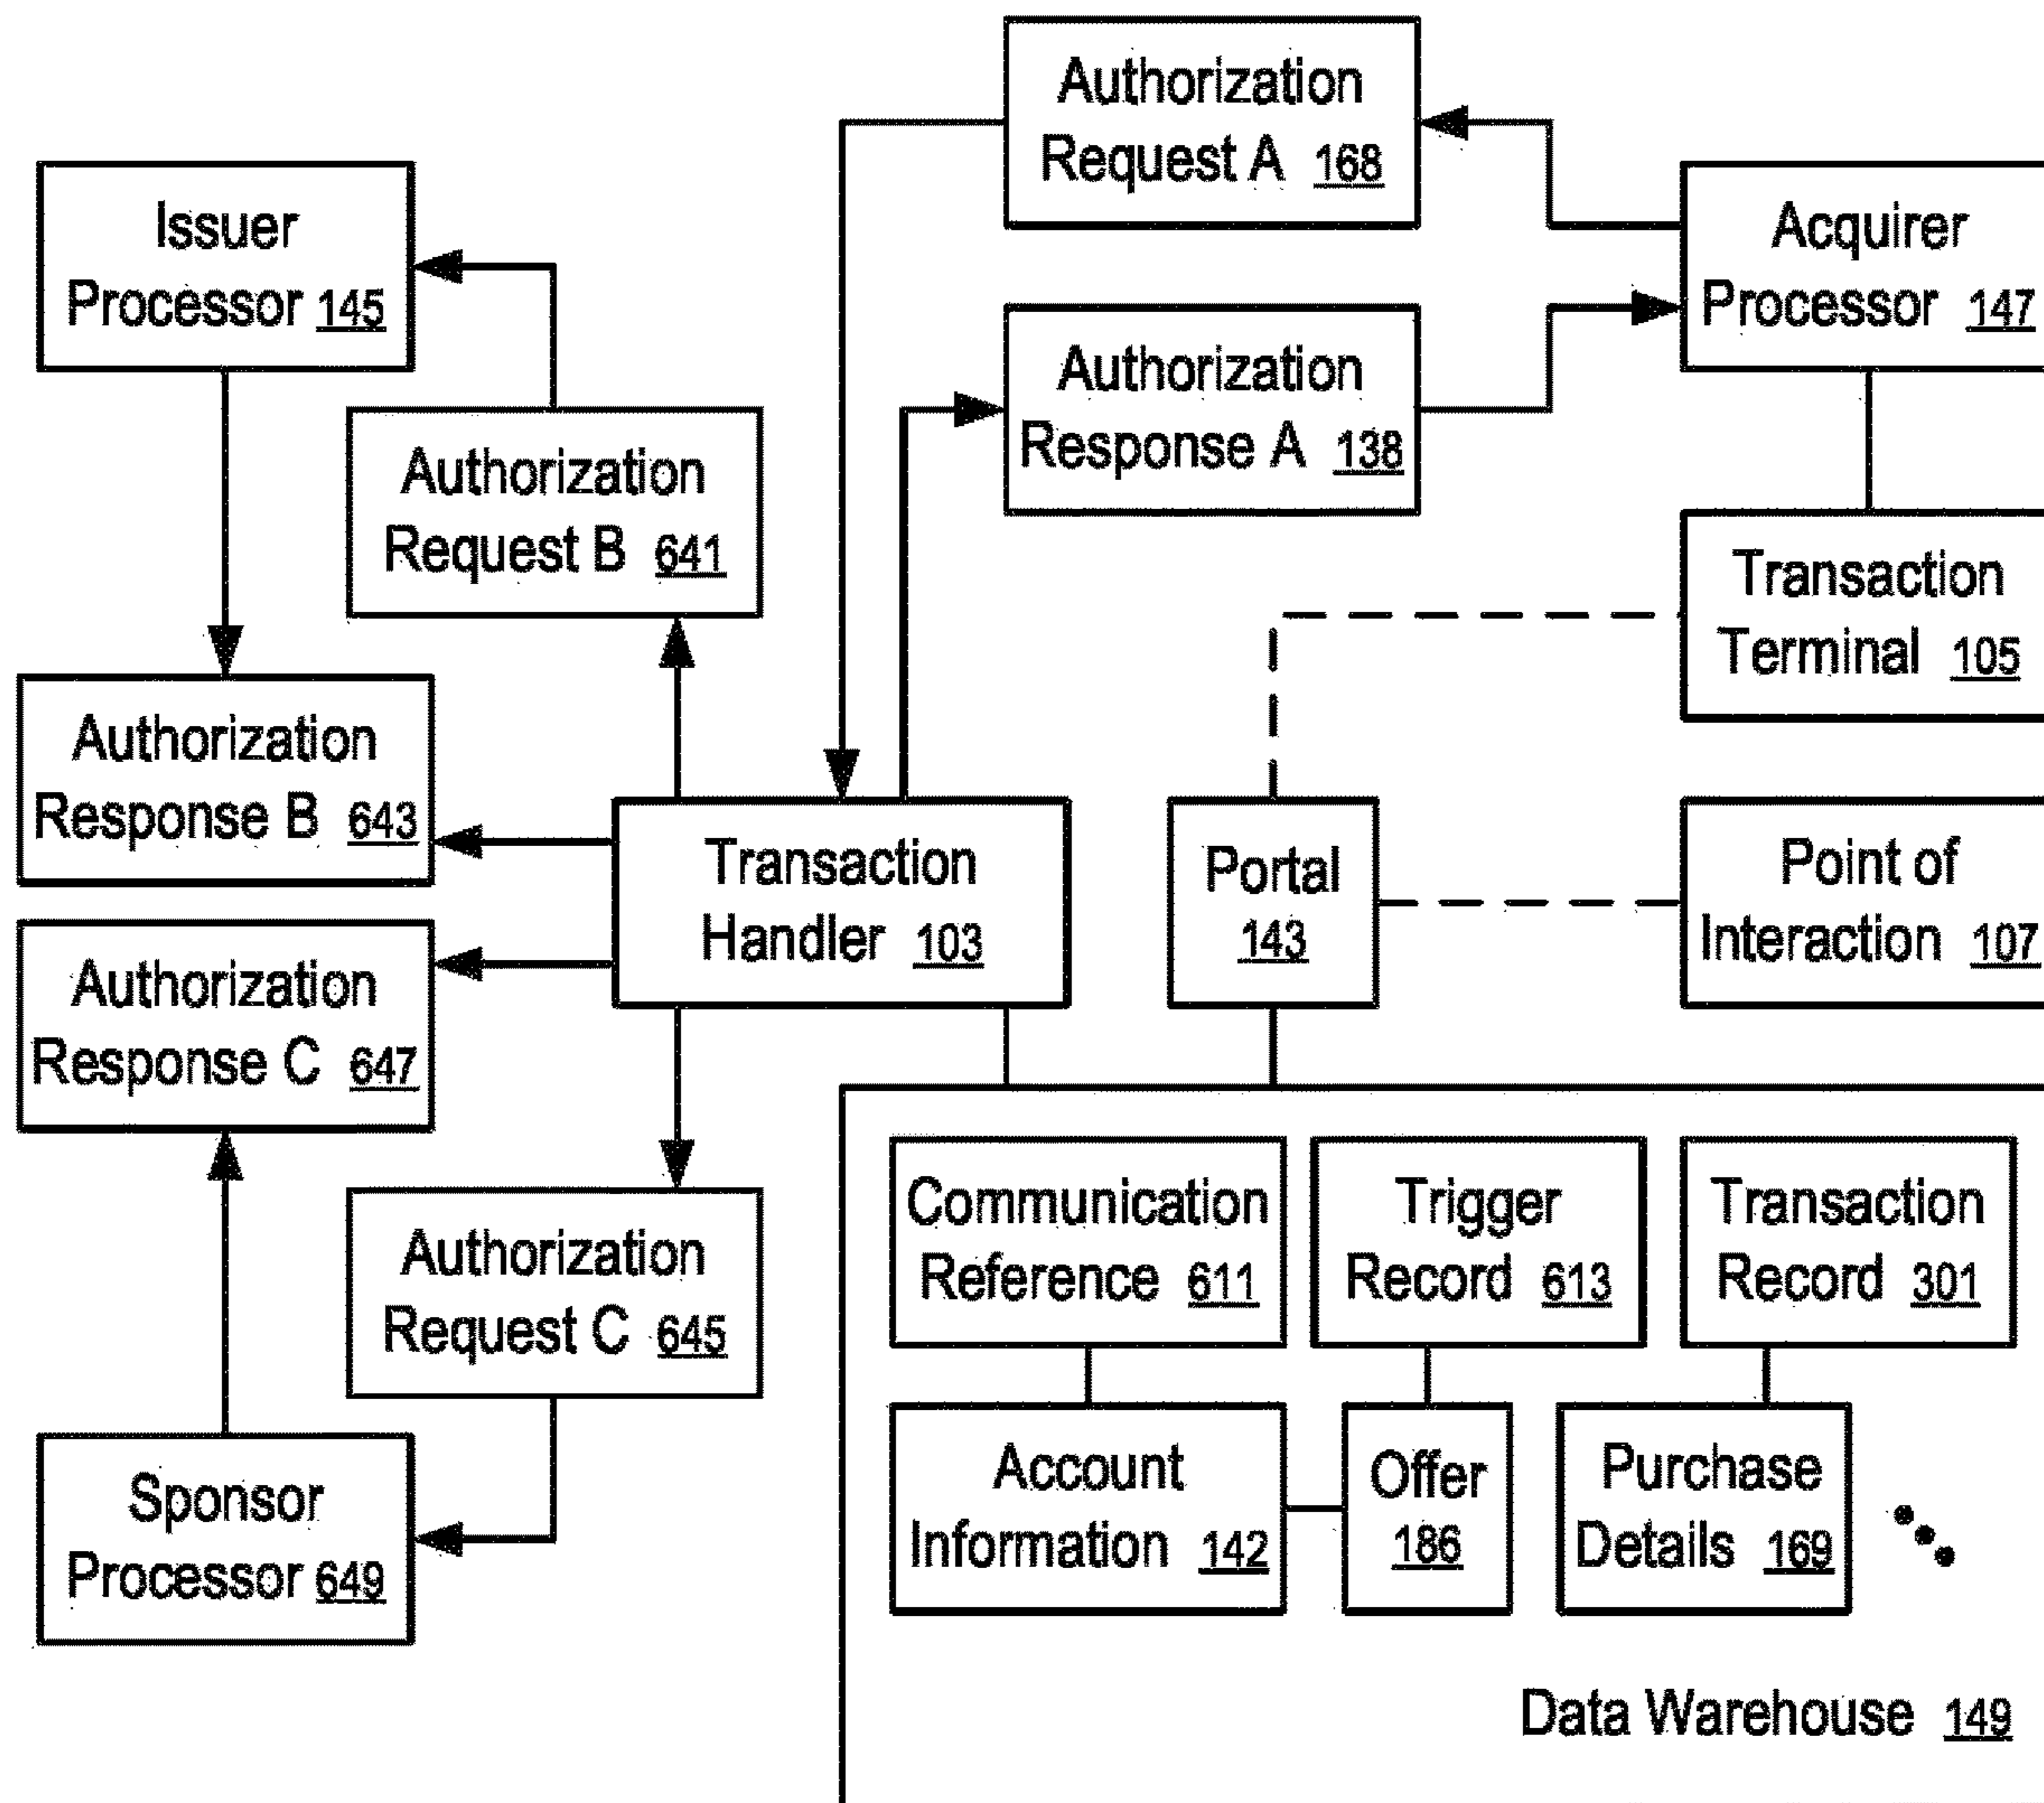 Authorization
Request A 168
Issuer
Processor 145
Acquirer
Processor 147
Authorization
Response A 138
Authorization
Request B 641
Transaction
Terminal 105
Authorization
Response B 643
Transaction
Handler 103
Portal
143
Point of
Interaction 107
Authorization
Response C 647
Communication
Reference 611
Trigger
Record 613
Transaction
Record 301
Authorization
Request C 645
Account
Information 142
Offer
186
Purchase
Details 169
Sponsor
Processor 649
Data Warehouse 149